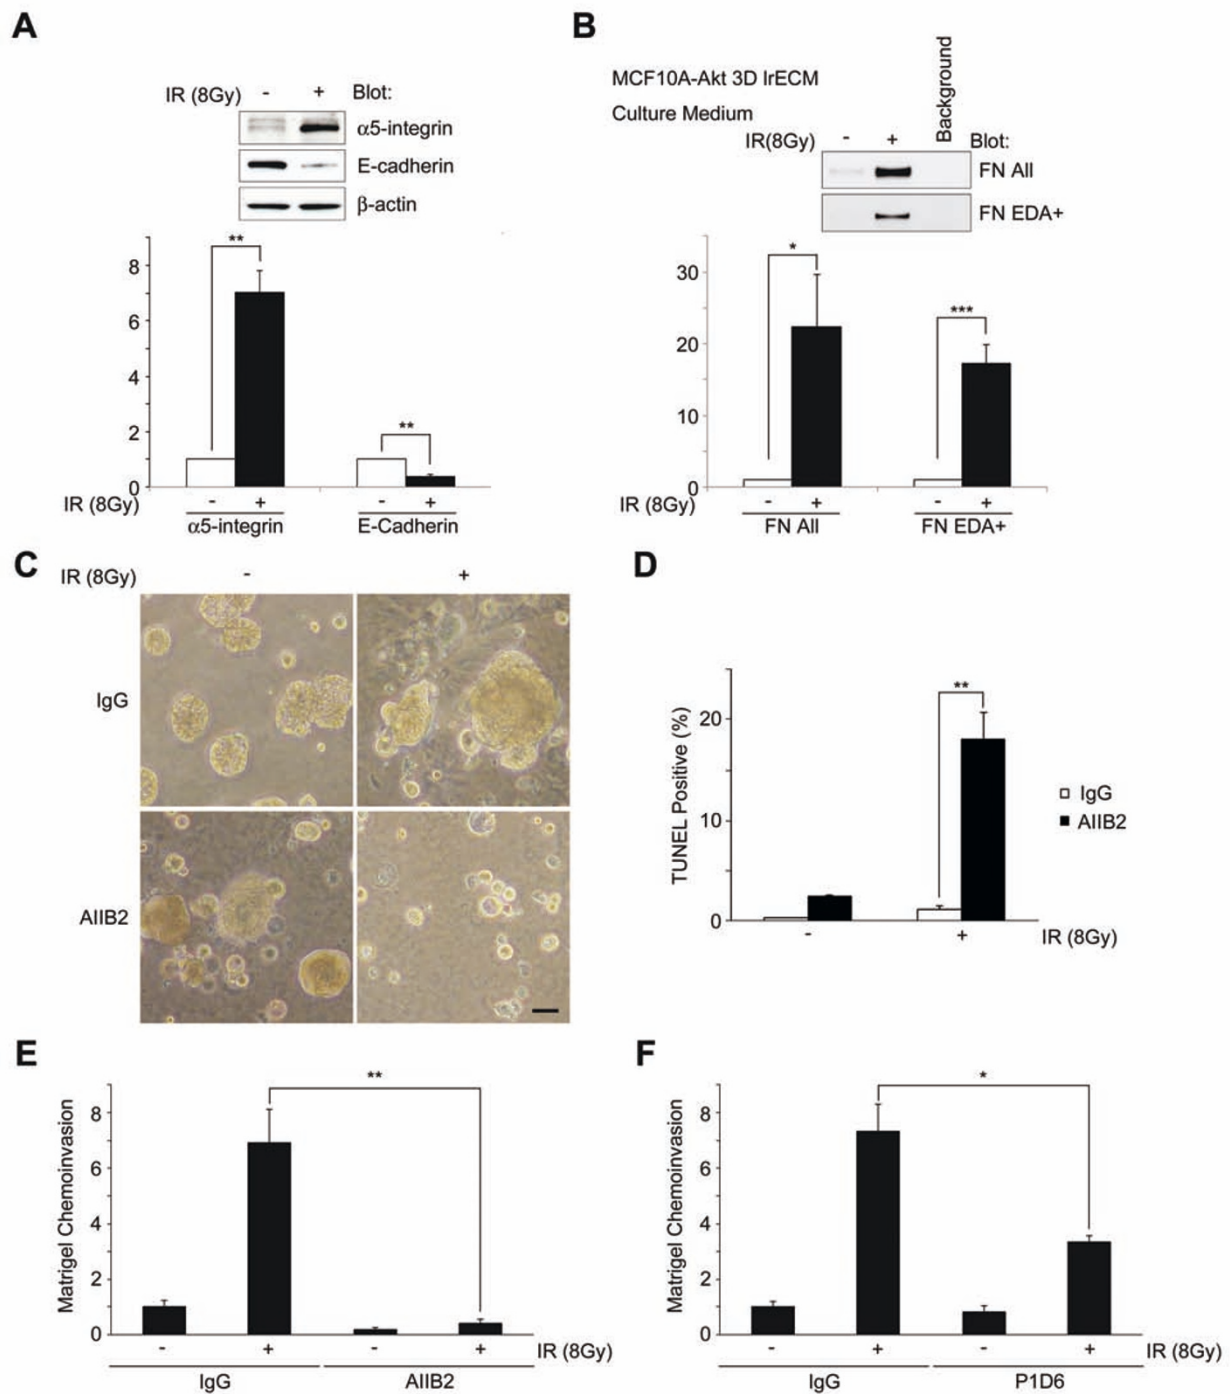 A
IR (8Gy) - + Blot:
α5-integrin
E-cadherin
β-actin
**
**
8
6
4
2
0
IR (8Gy) - + - +
α5-integrin E-Cadherin
B
MCF10A-Akt 3D lrECM
Culture Medium
Background
IR(8Gy) - + Blot:
FN All
FN EDA+
*
***
30
20
10
0
IR (8Gy) - + - +
FN All FN EDA+
C
IR (8Gy) - +
IgG
AIIB2
D
TUNEL Positive (%)
**
20
10
0
IgG
AIIB2
- + IR (8Gy)
E
Matrigel Chemoinvasion
**
8
6
4
2
0
- + - + IR (8Gy)
IgG AIIB2
F
Matrigel Chemoinvasion
*
8
6
4
2
0
- + - + IR (8Gy)
IgG P1D6